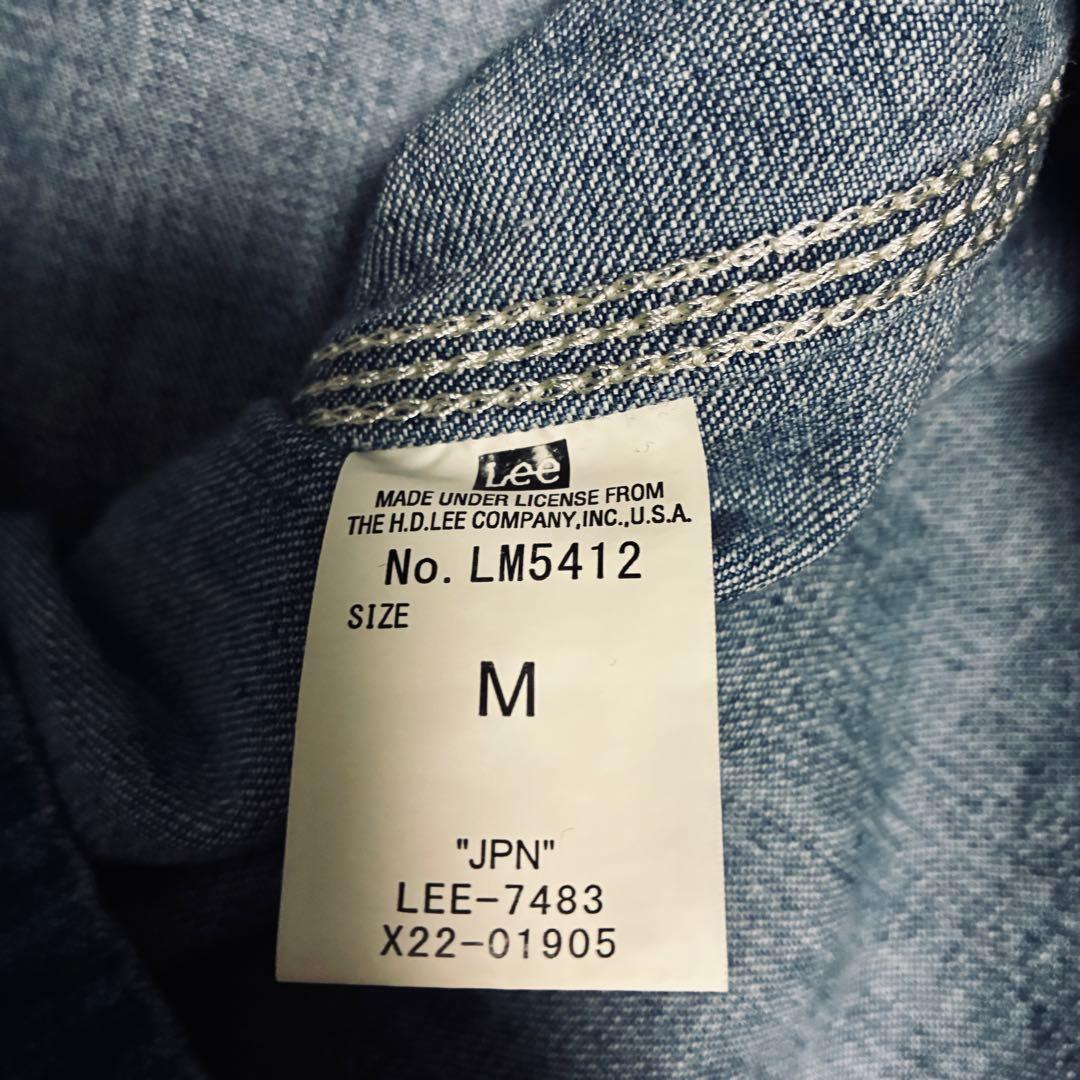 Lee
MADE UNDER LICENSE FROM
THE H.D.LEE COMPANY,INC.,U.S.A.
No. LM5412
SIZE
M
"JPN"
LEE-7483
X22-01905